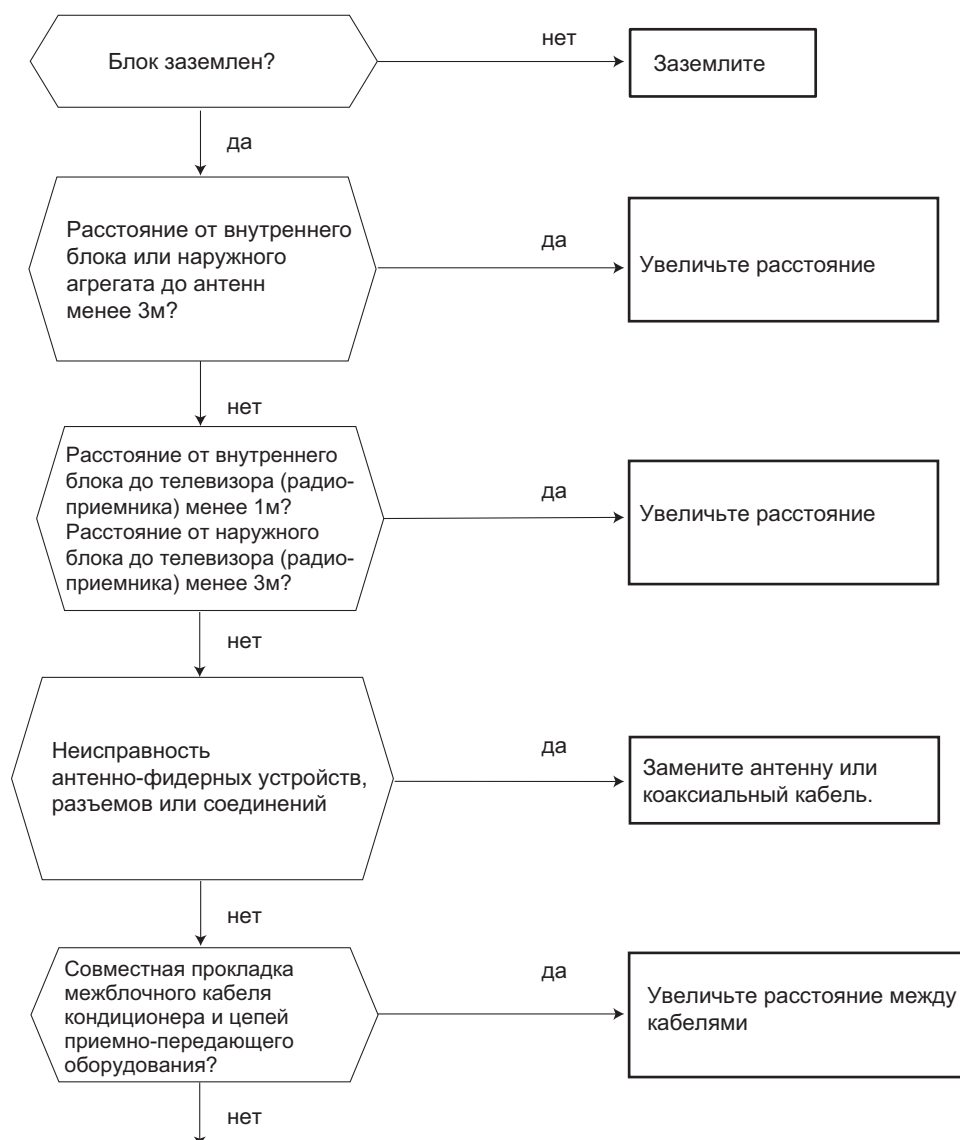 Блок заземлен?
нет
Заземлите
да
Расстояние от внутреннего
блока или наружного
агрегата до антенн
менее 3м?
да
Увеличьте расстояние
нет
Расстояние от внутреннего
блока до телевизора (радио-
приемника) менее 1м?
Расстояние от наружного
блока до телевизора (радио-
приемника) менее 3м?
да
Увеличьте расстояние
нет
Неисправность
антенно-фидерных устройств,
разъемов или соединений
да
Замените антенну или
коаксиальный кабель.
нет
Совместная прокладка
межблочного кабеля
кондиционера и цепей
приемно-передающего
оборудования?
да
Увеличьте расстояние между
кабелями
нет